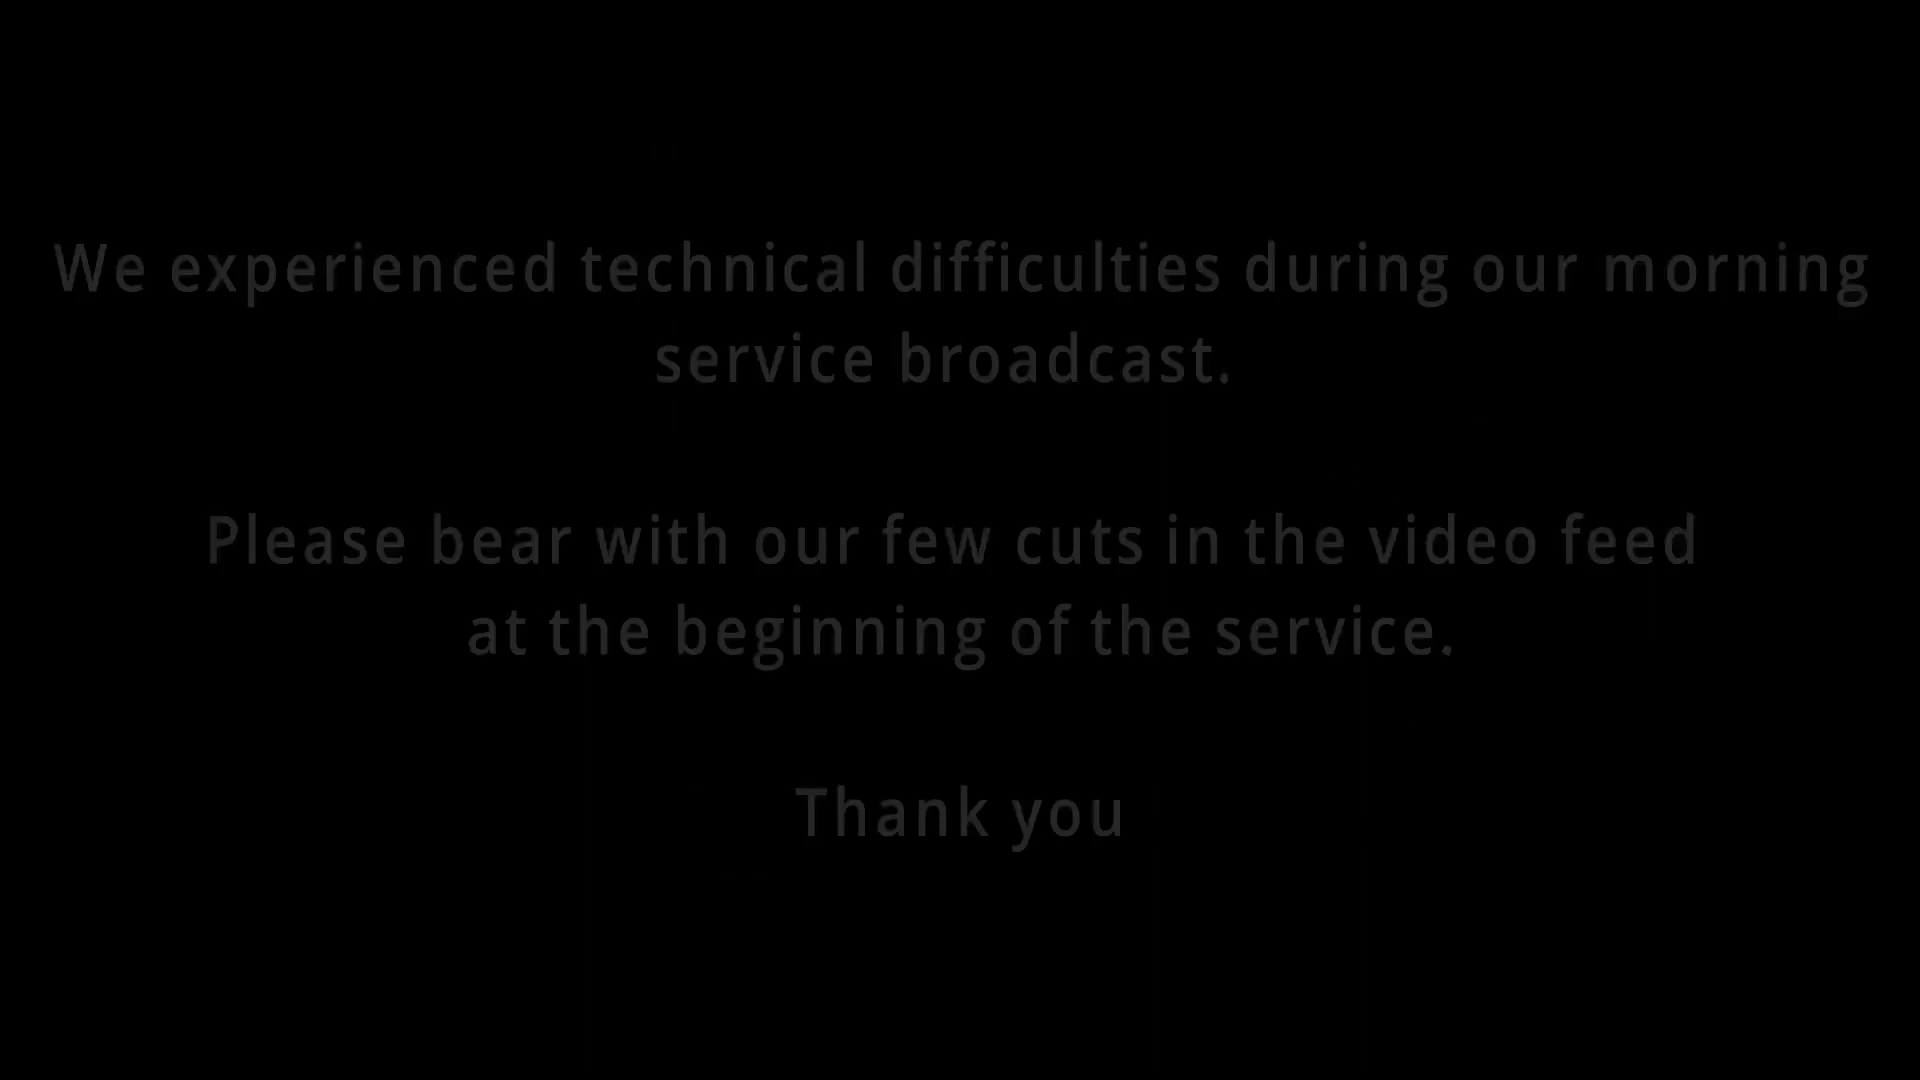 We experienced technical difficulties during our morning
service broadcast.
Please bear with our few cuts in the video feed
at the beginning of the service.
Thank you